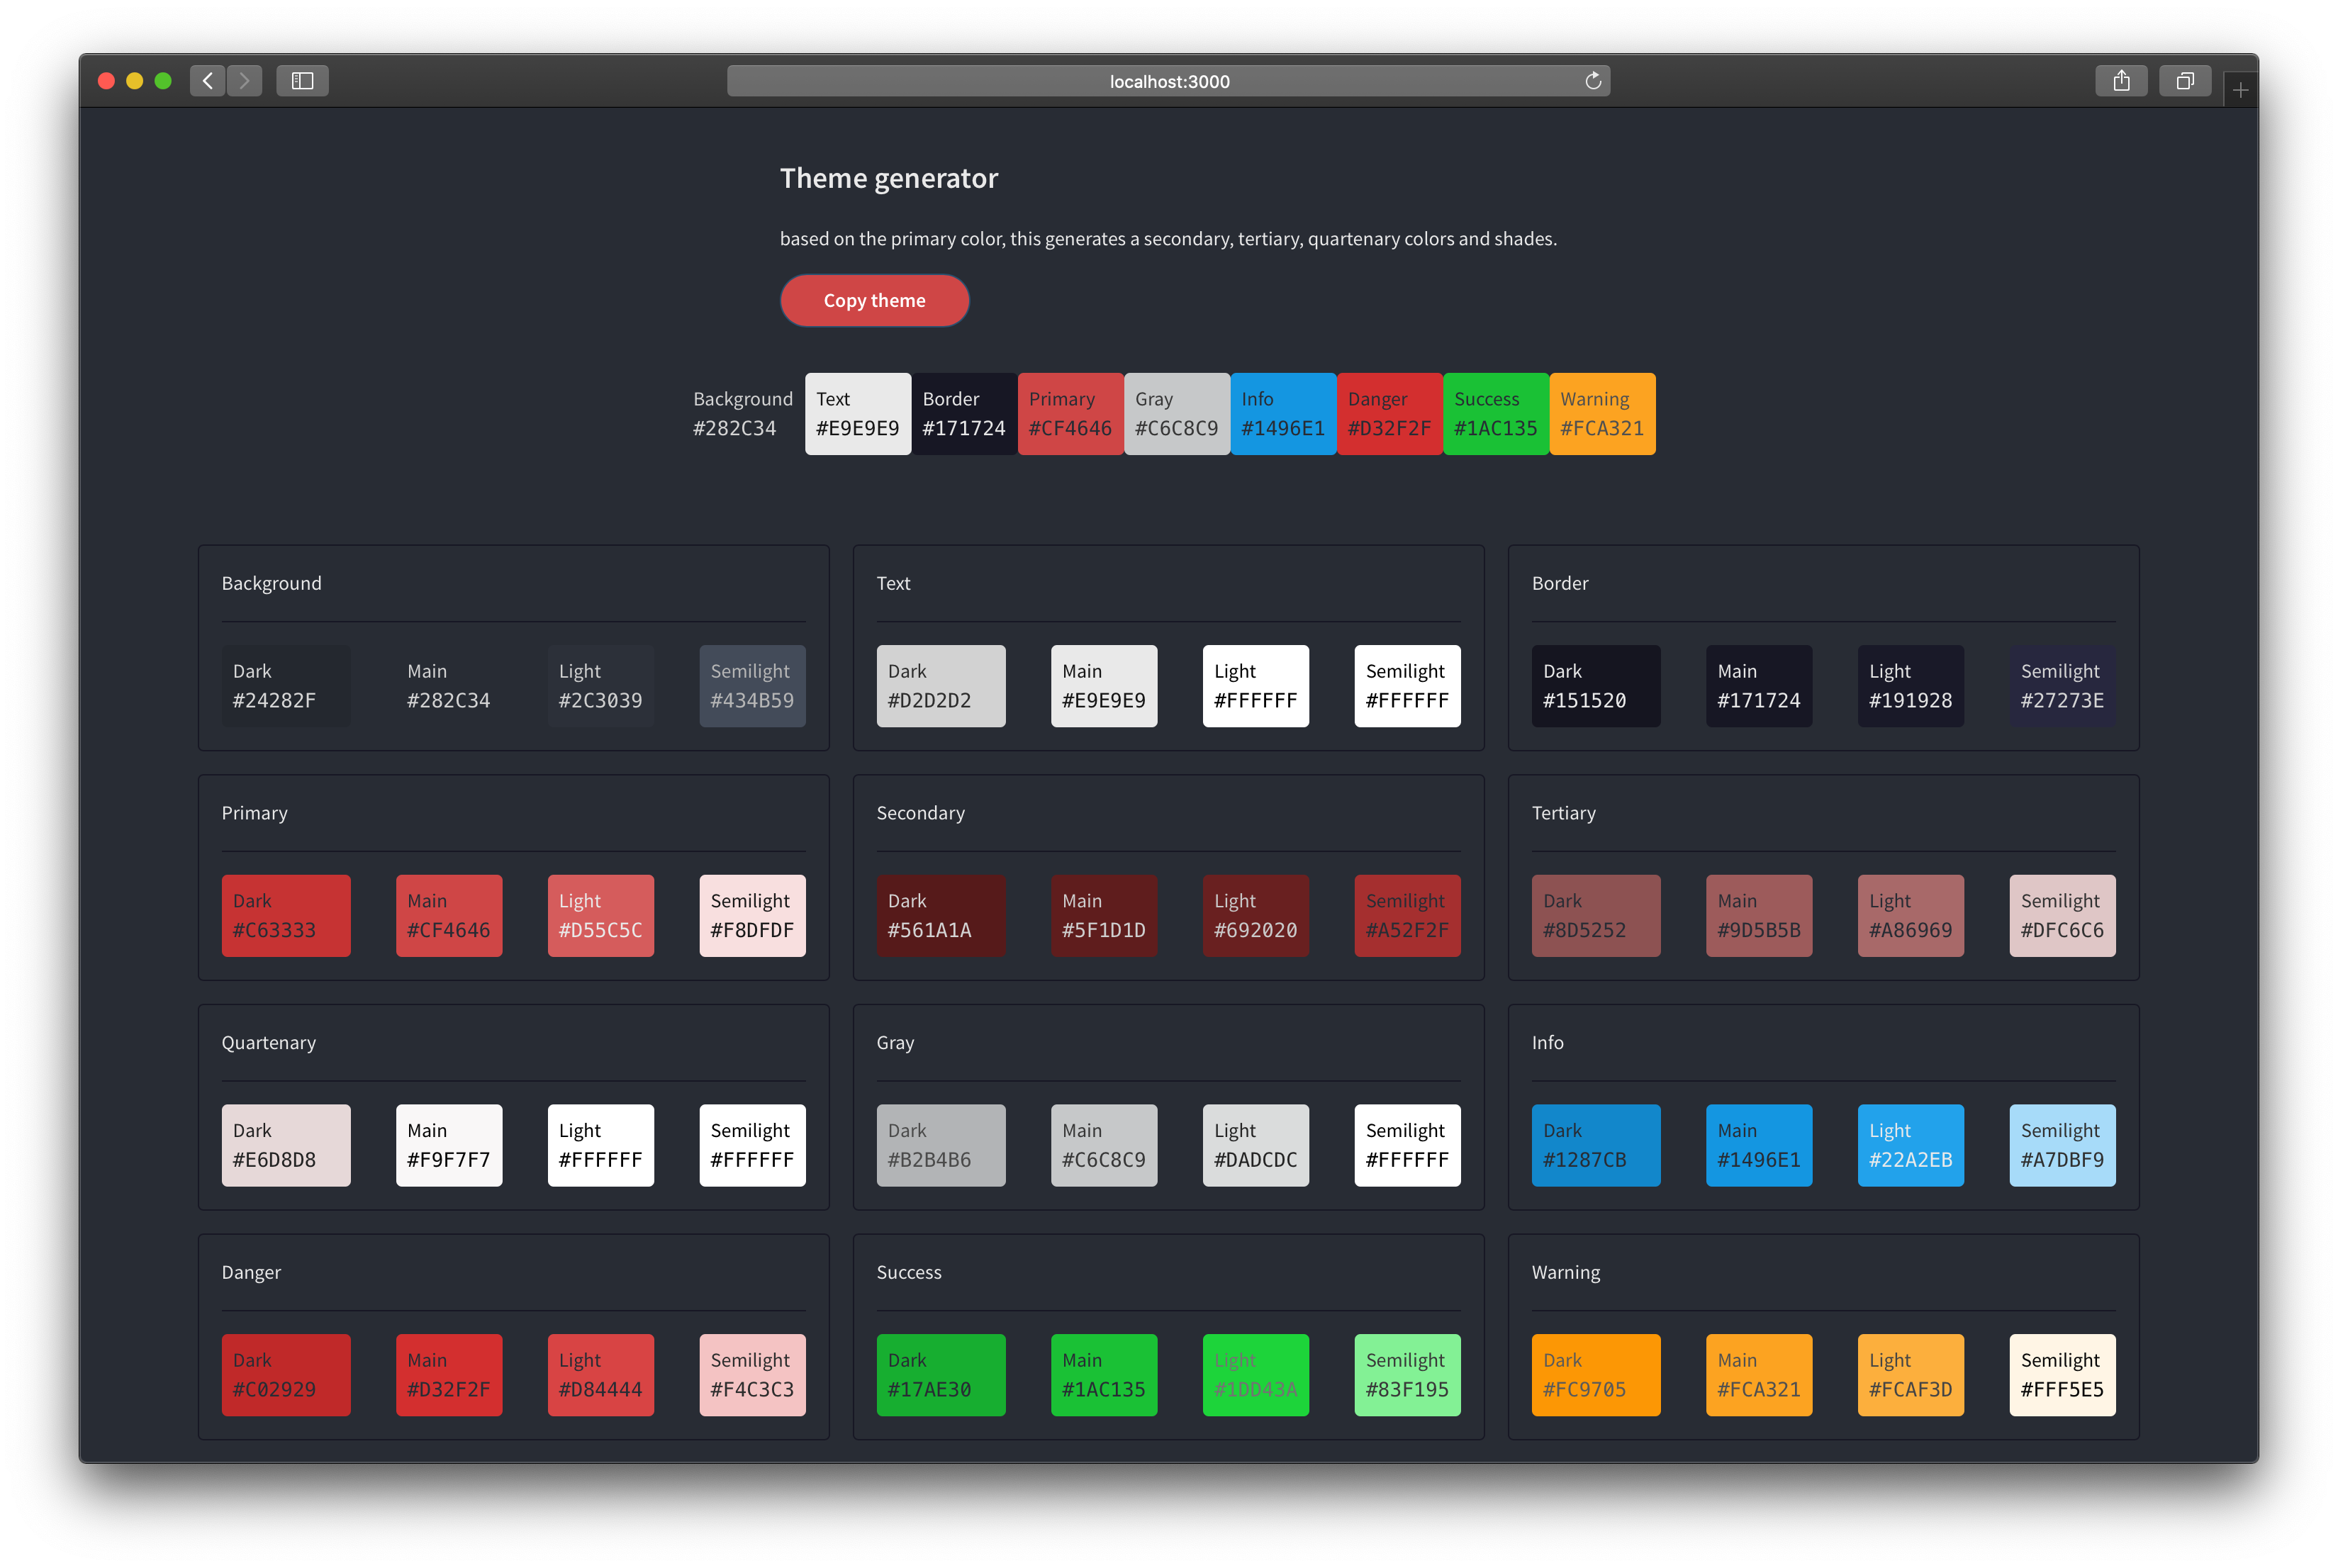 localhost:3000
Theme generator
based on the primary color, this generates a secondary, tertiary, quartenary colors and shades.
Copy theme
Background Text Border Primary Gray Info Danger Success Warning
#282C34 #E9E9E9 #171724 #CF4646 #C6C8C9 #1496E1 #D32F2F #1AC135 #FCA321
Background
Dark Main Light Semilight
#24282F #282C34 #2C3039 #434B59
Text
Dark Main Light Semilight
#D2D2D2 #E9E9E9 #FFFFFF #FFFFFF
Border
Dark Main Light Semilight
#151520 #171724 #191928 #27273E
Primary
Dark Main Light Semilight
#C63333 #CF4646 #D55C5C #F8DFDF
Secondary
Dark Main Light Semilight
#561A1A #5F1D1D #692020 #A52F2F
Tertiary
Dark Main Light Semilight
#8D5252 #9D5B5B #A86969 #DFC6C6
Quartenary
Dark Main Light Semilight
#E6D8D8 #F9F7F7 #FFFFFF #FFFFFF
Gray
Dark Main Light Semilight
#B2B4B6 #C6C8C9 #DADCDC #FFFFFF
Info
Dark Main Light Semilight
#1287CB #1496E1 #22A2EB #A7DBF9
Danger
Dark Main Light Semilight
#C02929 #D32F2F #D84444 #F4C3C3
Success
Dark Main Light Semilight
#17AE30 #1AC135 #1DD43A #83F195
Warning
Dark Main Light Semilight
#FC9705 #FCA321 #FCAF3D #FFF5E5